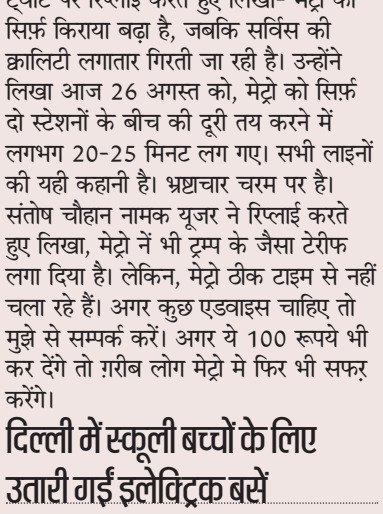 ट्वीट पर रिप्लाई करते हुए लिखा- मेट्रो का
सिर्फ़ किराया बढ़ा है, जबकि सर्विस की
क्वालिटी लगातार गिरती जा रही है। उन्होंने
लिखा आज 26 अगस्त को, मेट्रो को सिर्फ़
दो स्टेशनों के बीच की दूरी तय करने में
लगभग 20-25 मिनट लग गए। सभी लाइनों
की यही कहानी है। भ्रष्टाचार चरम पर है।
संतोष चौहान नामक यूजर ने रिप्लाई करते
हुए लिखा, मेट्रो नें भी ट्रम्प के जैसा टेरीफ
लगा दिया है। लेकिन, मेट्रो ठीक टाइम से नहीं
चला रहे हैं। अगर कुछ एडवाइस चाहिए तो
मुझे से सम्पर्क करें। अगर ये 100 रूपये भी
कर देंगे तो ग़रीब लोग मेट्रो मे फिर भी सफर्
करेंगे।
दिल्ली में स्कूली बच्चों के लिए
उतारी गईं इलेक्ट्रिक बसें